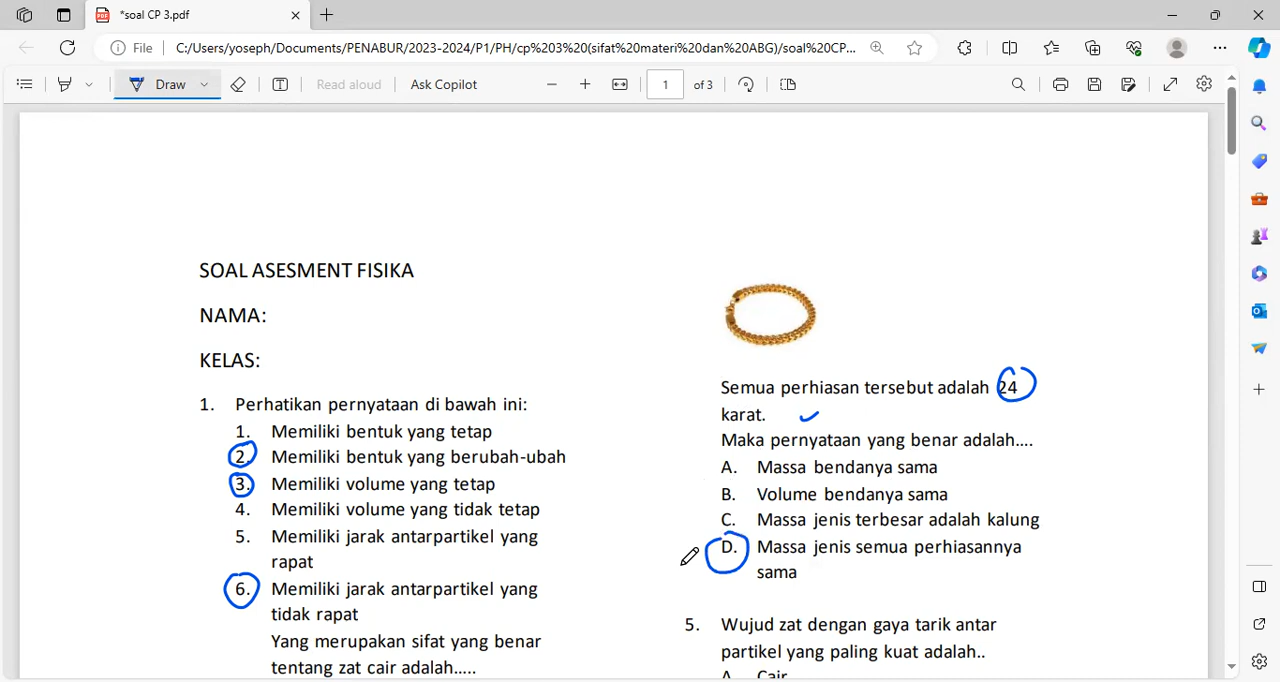 *soal CP 3.pdf
File
C:/Users/yoseph/Documents/PENABUR/2023-2024/P1/PH/cp%203%20(sifat%20materi%20dan%20ABG)/soal%20CP...
Draw
Read aloud
Ask Copilot
1
of 3
SOAL ASESMENT FISIKA
NAMA:
KELAS:
1. Perhatikan pernyataan di bawah ini:
1. Memiliki bentuk yang tetap
2. Memiliki bentuk yang berubah-ubah
3. Memiliki volume yang tetap
4. Memiliki volume yang tidak tetap
5. Memiliki jarak antarpartikel yang
rapat
6. Memiliki jarak antarpartikel yang
tidak rapat
Yang merupakan sifat yang benar
tentang zat cair adalah.....
Semua perhiasan tersebut adalah 24
karat.
Maka pernyataan yang benar adalah....
A. Massa bendanya sama
B. Volume bendanya sama
C. Massa jenis terbesar adalah kalung
D. Massa jenis semua perhiasannya
sama
5. Wujud zat dengan gaya tarik antar
partikel yang paling kuat adalah..
A. Cair